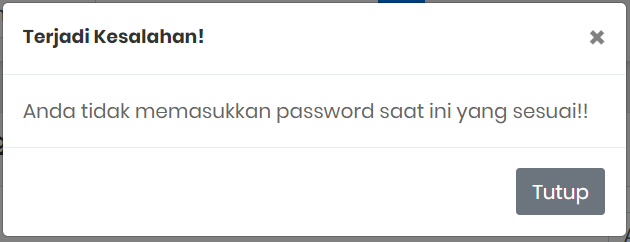 Terjadi Kesalahan!
×
Anda tidak memasukkan password saat ini yang sesuai!!
Tutup